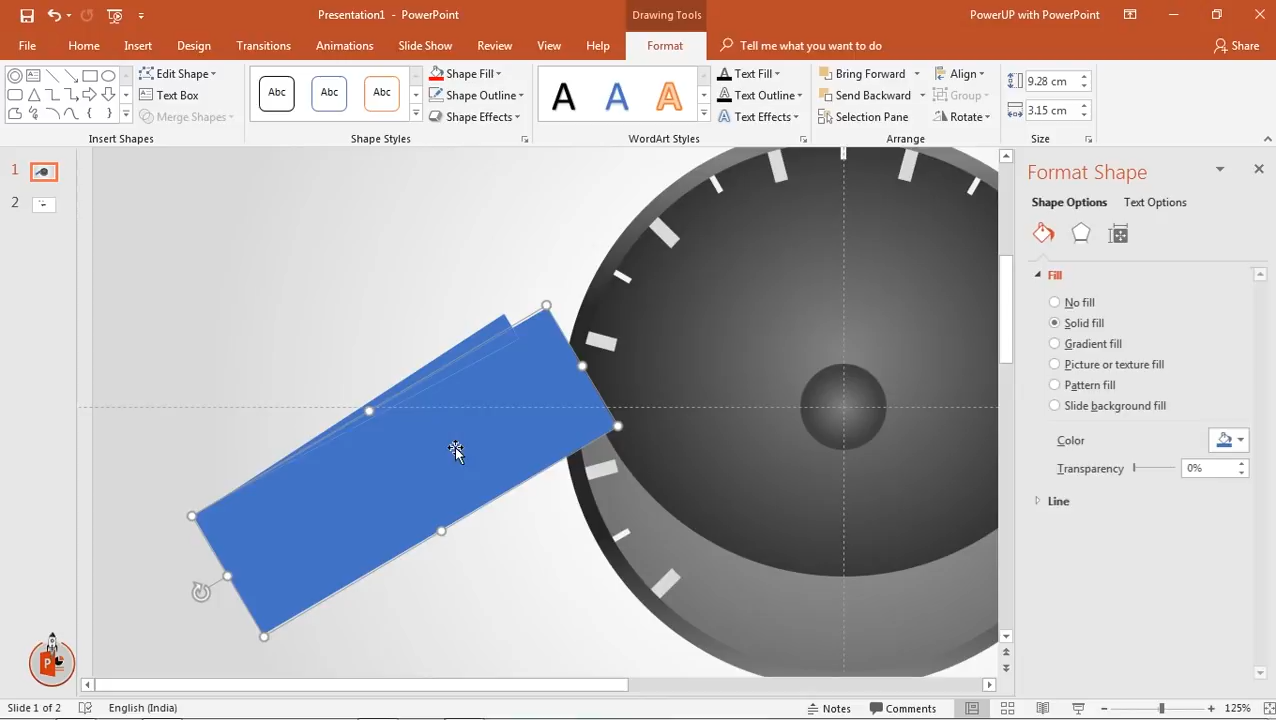 Presentation1 - PowerPoint
Drawing Tools
PowerUP with PowerPoint
File
Home
Insert
Design
Transitions
Animations
Slide Show
Review
View
Help
Format
Tell me what you want to do
Share
Edit Shape
Text Box
Merge Shapes
Insert Shapes
Abc
Abc
Abc
Shape Fill
Shape Outline
Shape Effects
Shape Styles
A
A
A
Text Fill
Text Outline
Text Effects
WordArt Styles
Bring Forward
Send Backward
Selection Pane
Align
Group
Rotate
Arrange
9.28 cm
3.15 cm
Size
1
2
Format Shape
Shape Options
Text Options
Fill
No fill
Solid fill
Gradient fill
Picture or texture fill
Pattern fill
Slide background fill
Color
Transparency
0%
Line
P
Slide 1 of 2
English (India)
Notes
Comments
125%